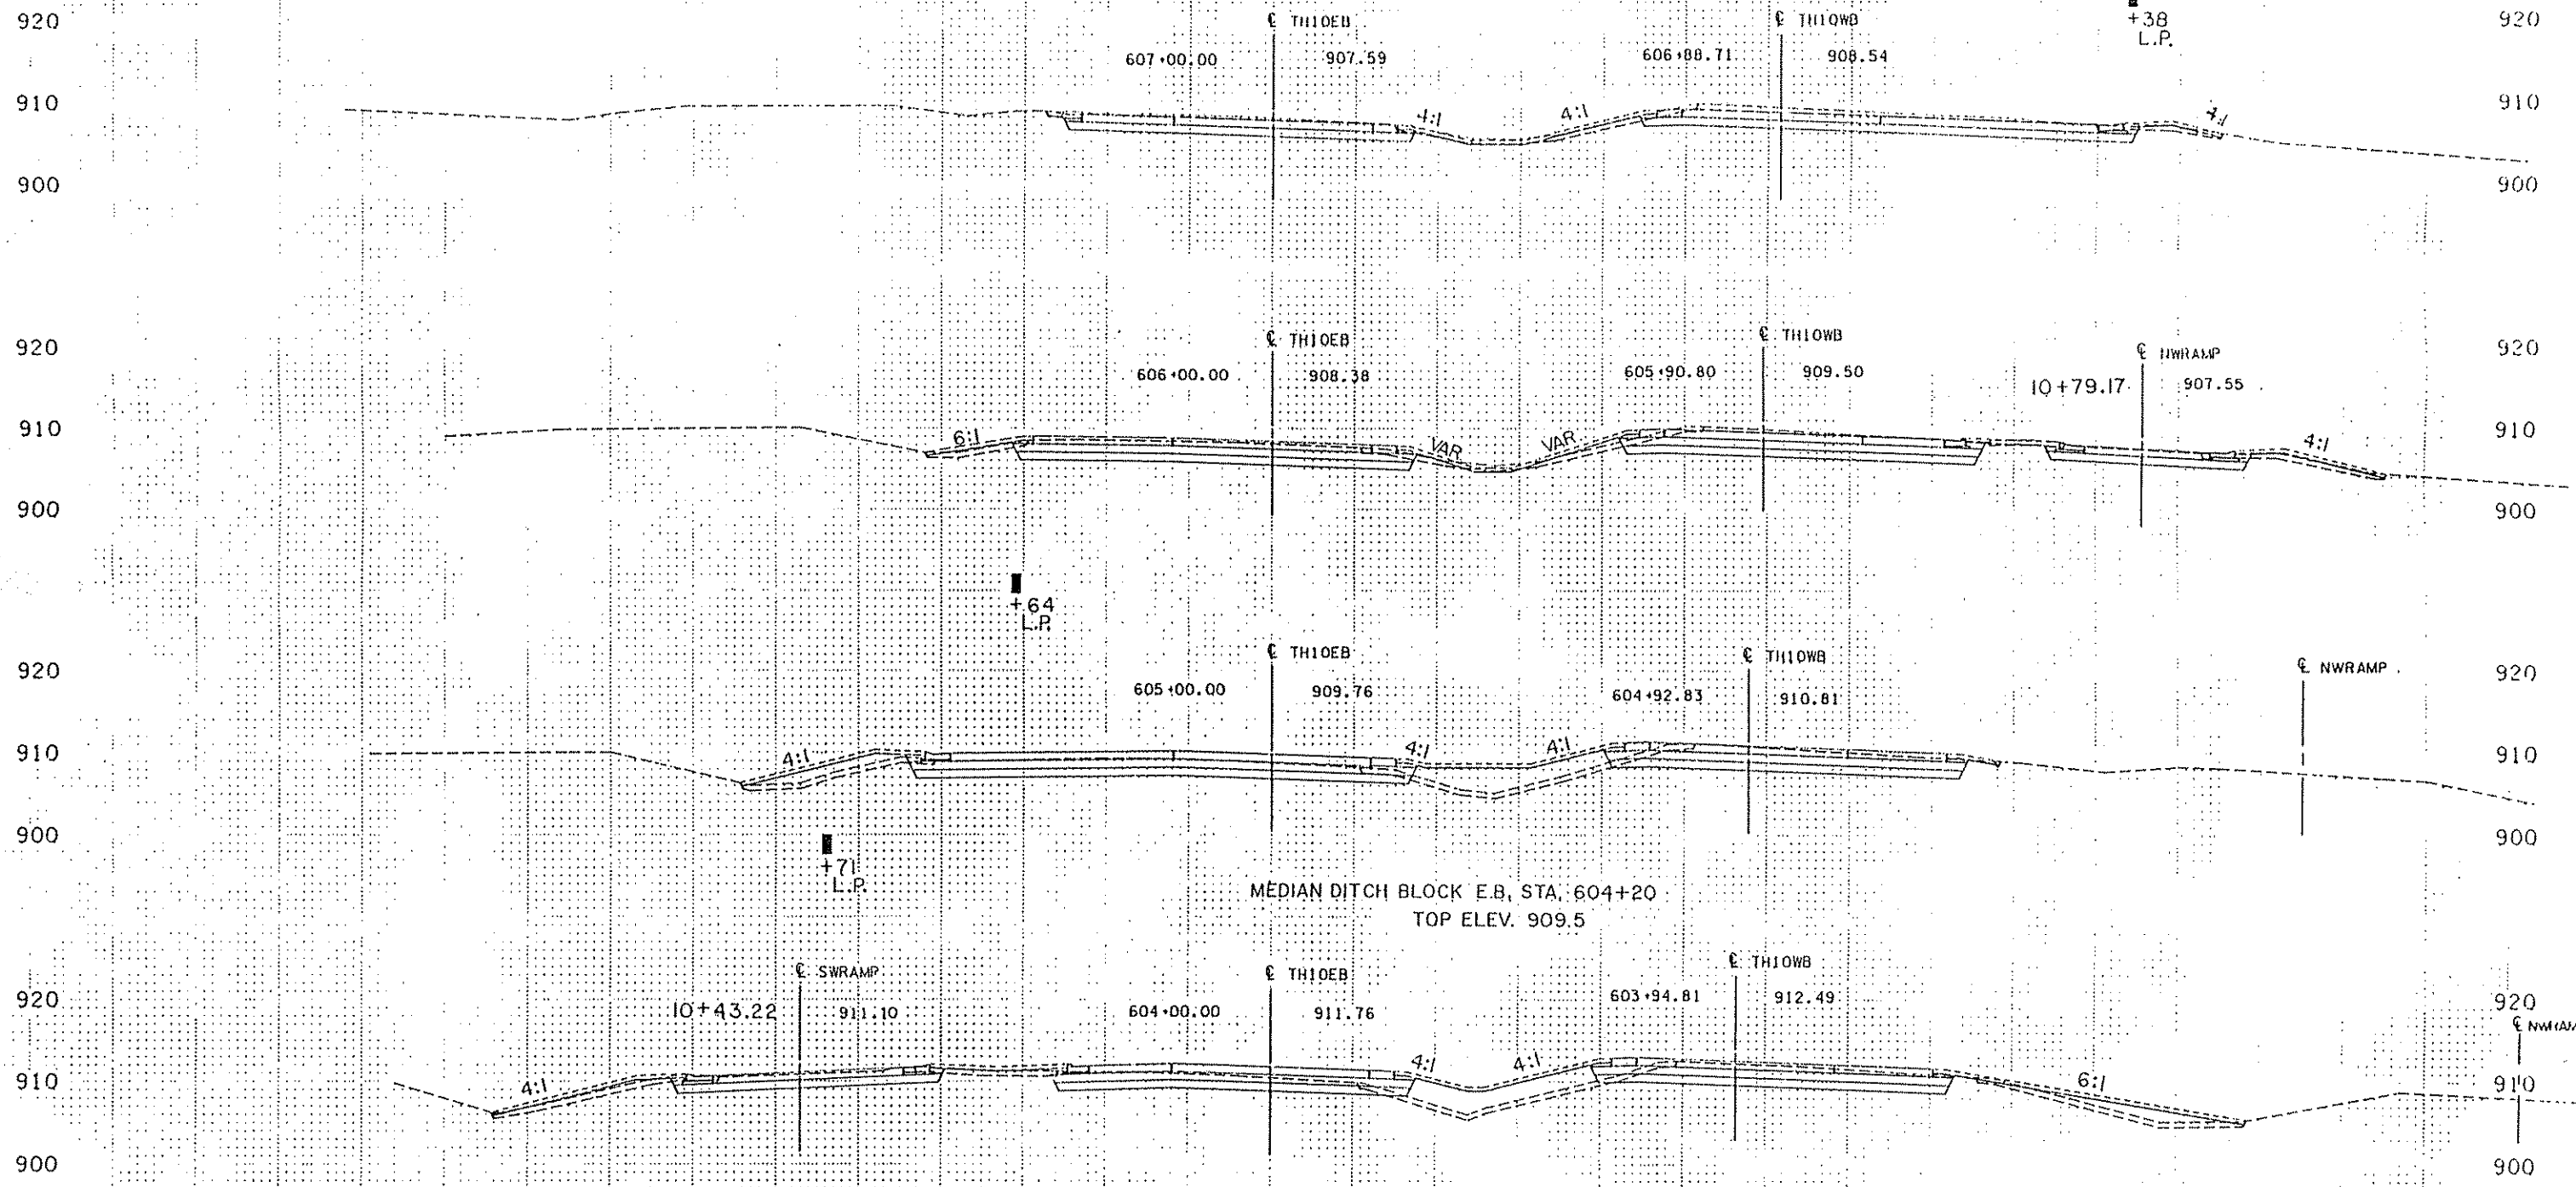 920 ℄ TH10EB ℄ TH10WB +38 920
L.P.
607+00.00 907.59 606+88.71 908.54
910 4:1 4:1 4:1 910
900 900
920 ℄ TH10EB ℄ TH10WB ℄ NWRAMP 920
606+00.00 908.38 605+90.80 909.50 10+79.17 907.55
910 6:1 VAR. VAR. 4:1 910
900 900
+64
L.P.
920 ℄ TH10EB ℄ TH10WB ℄ NWRAMP 920
605+00.00 909.76 604+92.83 910.81
910 4:1 4:1 4:1 910
900 900
+71
L.P.
MEDIAN DITCH BLOCK E.B. STA. 604+20
TOP ELEV. 909.5
920 ℄ SWRAMP ℄ TH10EB ℄ TH10WB 920
10+43.22 911.10 604+00.00 911.76 603+94.81 912.49
℄ NWRAM
910 4:1 4:1 4:1 6:1 910
900 900